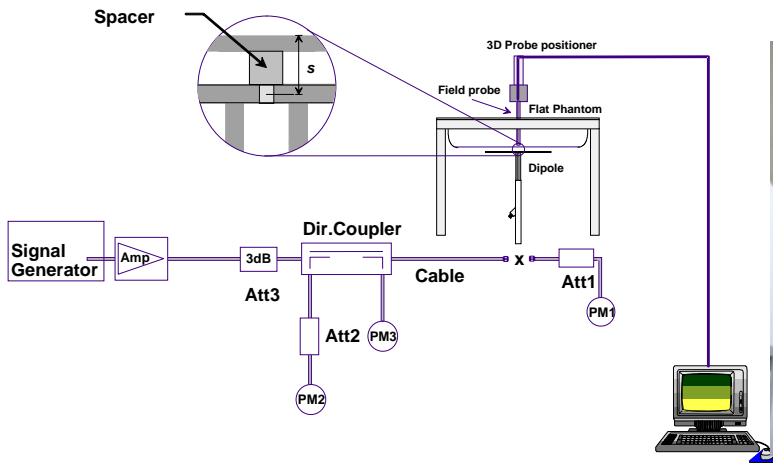 Spacer
s
3D Probe positioner
Field probe
Flat Phantom
Dipole
Dir.Coupler
Signal
Generator
Amp
3dB
Att3
Cable
x
Att1
PM1
Att2
PM3
PM2